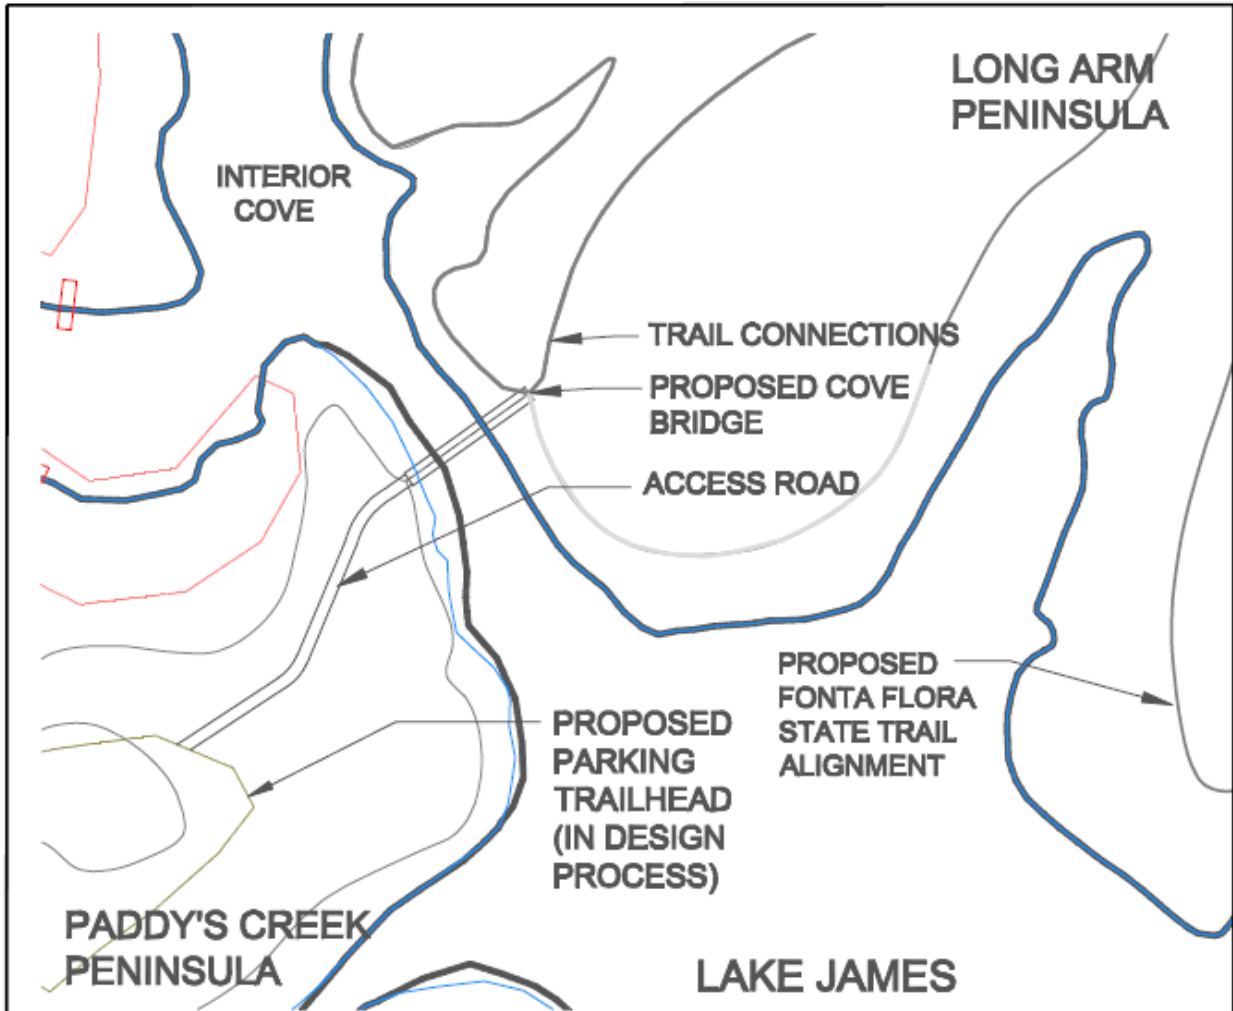 LONG ARM
PENINSULA
INTERIOR
COVE
TRAIL CONNECTIONS
PROPOSED COVE
BRIDGE
ACCESS ROAD
PROPOSED
FONTA FLORA
STATE TRAIL
ALIGNMENT
PROPOSED
PARKING
TRAILHEAD
(IN DESIGN
PROCESS)
PADDY'S CREEK
PENINSULA
LAKE JAMES